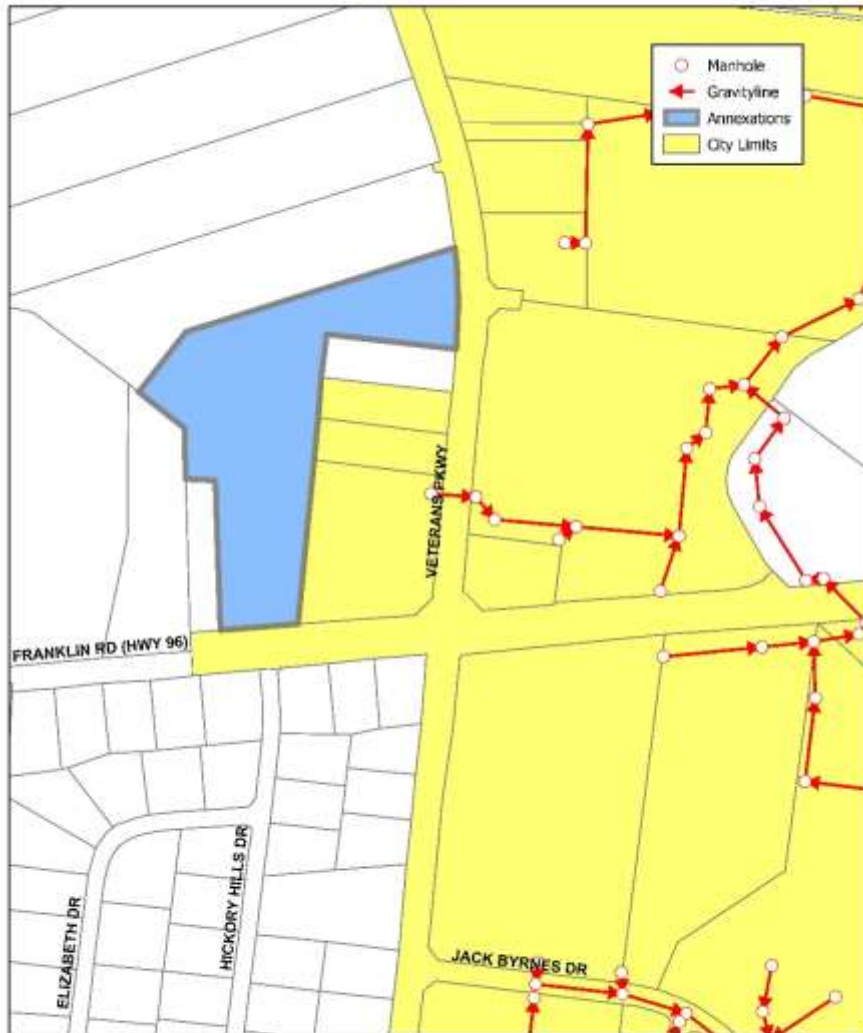 Manhole
Gravityline
Annexations
City Limits
VETERANS PKWY
FRANKLIN RD (HWY 96)
HICKORY HILLS DR
ELIZABETH DR
JACK BYRNES DR